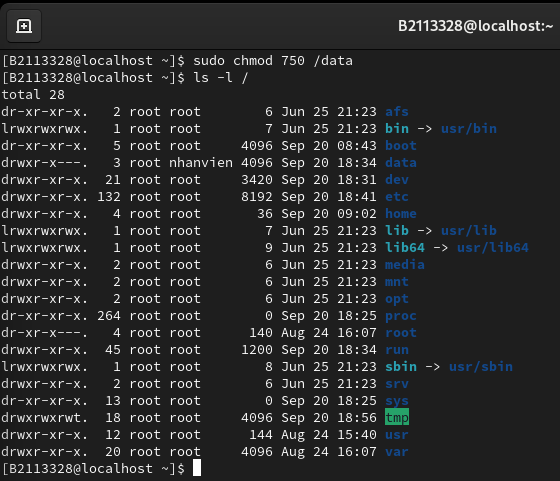 B2113328@localhost:~
[B2113328@localhost ~]$ sudo chmod 750 /data
[B2113328@localhost ~]$ ls -l /
total 28
dr-xr-xr-x.   2 root root        6 Jun 25 21:23 afs
lrwxrwxrwx.   1 root root        7 Jun 25 21:23 bin -> usr/bin
dr-xr-xr-x.   5 root root     4096 Sep 20 08:43 boot
drwxr-x---.   3 root nhanvien 4096 Sep 20 18:34 data
drwxr-xr-x.  21 root root     3420 Sep 20 18:31 dev
drwxr-xr-x. 132 root root     8192 Sep 20 18:41 etc
drwxr-xr-x.   4 root root       36 Sep 20 09:02 home
lrwxrwxrwx.   1 root root        7 Jun 25 21:23 lib -> usr/lib
lrwxrwxrwx.   1 root root        9 Jun 25 21:23 lib64 -> usr/lib64
drwxr-xr-x.   2 root root        6 Jun 25 21:23 media
drwxr-xr-x.   2 root root        6 Jun 25 21:23 mnt
drwxr-xr-x.   2 root root        6 Jun 25 21:23 opt
dr-xr-xr-x. 264 root root        0 Sep 20 18:25 proc
dr-xr-x---.   4 root root      140 Aug 24 16:07 root
drwxr-xr-x.  45 root root     1200 Sep 20 18:34 run
lrwxrwxrwx.   1 root root        8 Jun 25 21:23 sbin -> usr/sbin
drwxr-xr-x.   2 root root        6 Jun 25 21:23 srv
dr-xr-xr-x.  13 root root        0 Sep 20 18:25 sys
drwxrwxrwt.  18 root root     4096 Sep 20 18:56 tmp
drwxr-xr-x.  12 root root      144 Aug 24 15:40 usr
drwxr-xr-x.  20 root root     4096 Aug 24 16:07 var
[B2113328@localhost ~]$